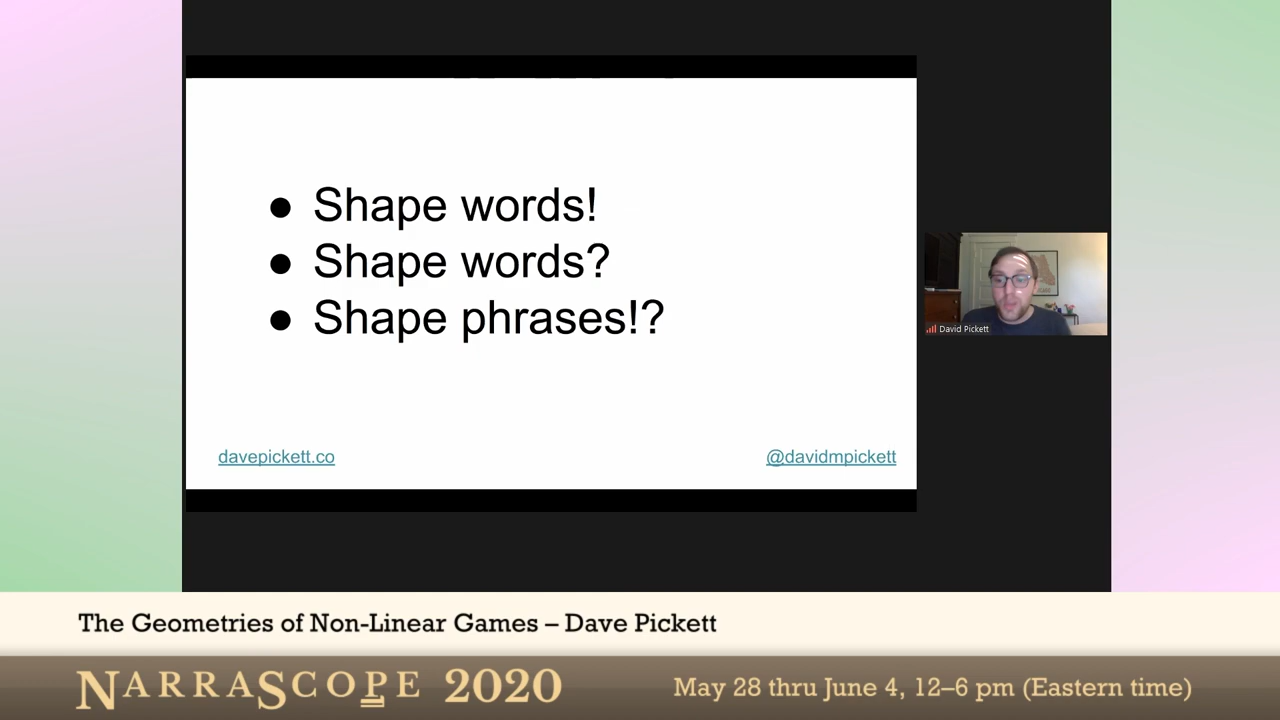 ● Shape words!
● Shape words?
● Shape phrases!?
davepickett.co
@davidmpickett
David Pickett
The Geometries of Non-Linear Games – Dave Pickett
NARRASCOPE 2020
May 28 thru June 4, 12–6 pm (Eastern time)